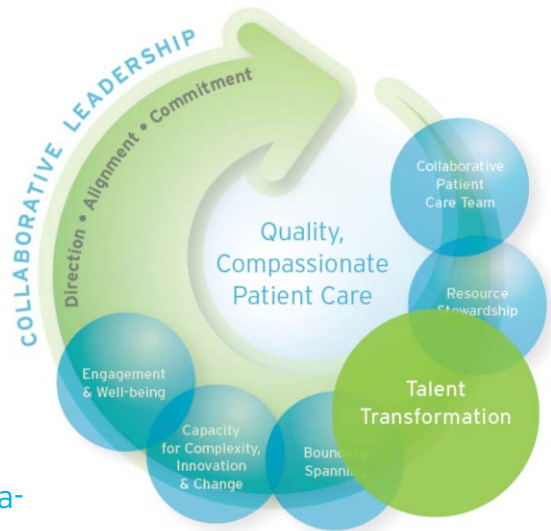 COLLABORATIVE LEADERSHIP
Direction • Alignment • Commitment
Quality,
Compassionate
Patient Care
Collaborative
Patient
Care Team
Resource
Stewardship
Talent
Transformation
Boundary
Spanning
Capacity
for Complexity,
Innovation
& Change
Engagement
& Well-being
a-